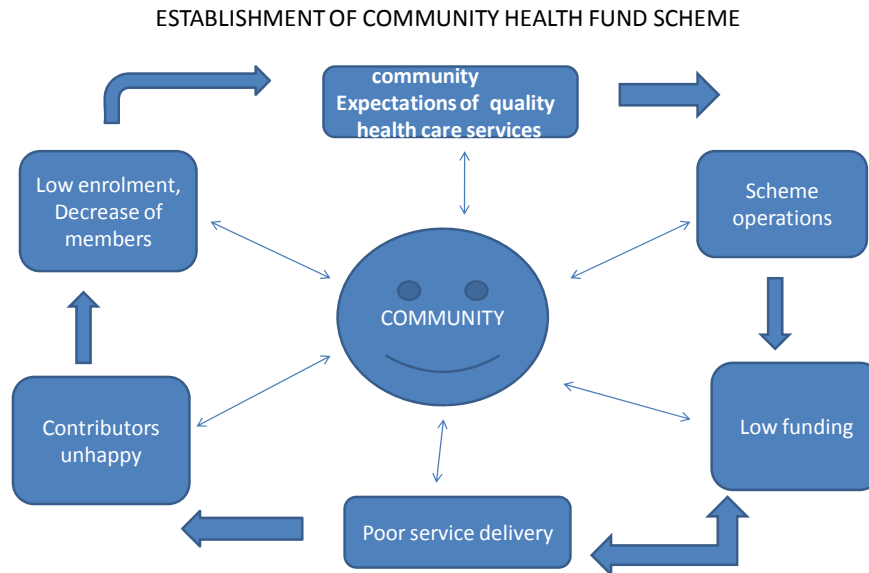 ESTABLISHMENT OF COMMUNITY HEALTH FUND SCHEME
community
Expectations of quality
health care services
Low enrolment,
Decrease of
members
Scheme
operations
COMMUNITY
Contributors
unhappy
Low funding
Poor service delivery